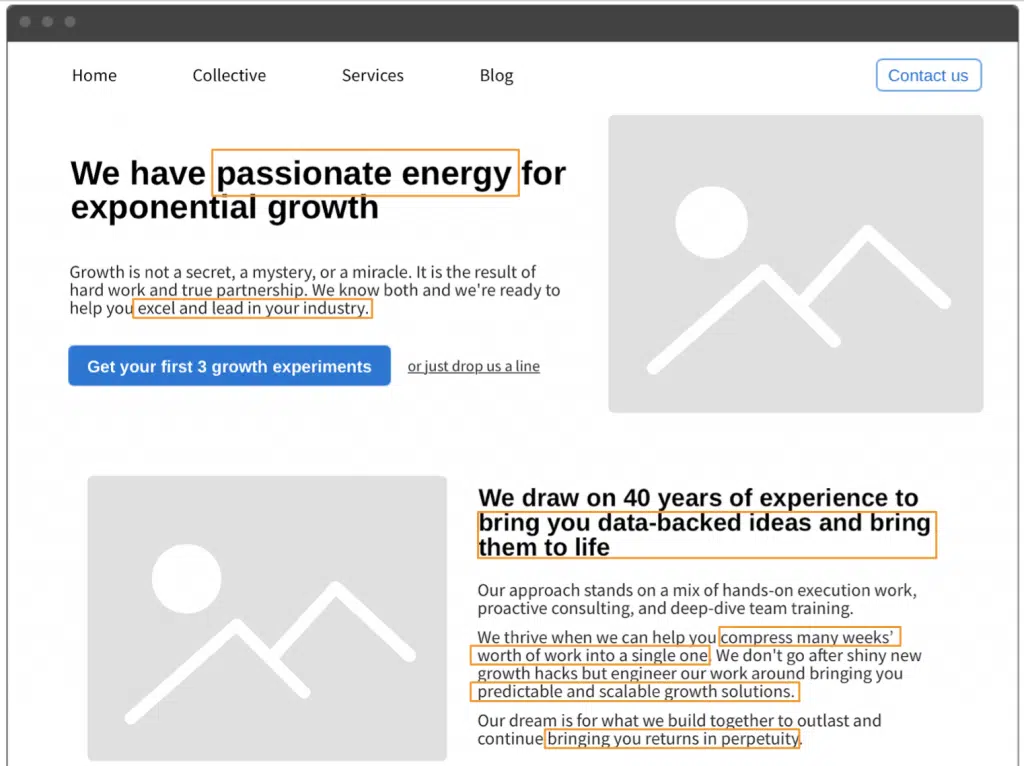 Home Collective Services Blog Contact us
We have passionate energy for
exponential growth
Growth is not a secret, a mystery, or a miracle. It is the result of
hard work and true partnership. We know both and we're ready to
help you excel and lead in your industry.
Get your first 3 growth experiments or just drop us a line
We draw on 40 years of experience to
bring you data-backed ideas and bring
them to life
Our approach stands on a mix of hands-on execution work,
proactive consulting, and deep-dive team training.
We thrive when we can help you compress many weeks’
worth of work into a single one. We don't go after shiny new
growth hacks but engineer our work around bringing you
predictable and scalable growth solutions.
Our dream is for what we build together to outlast and
continue bringing you returns in perpetuity.